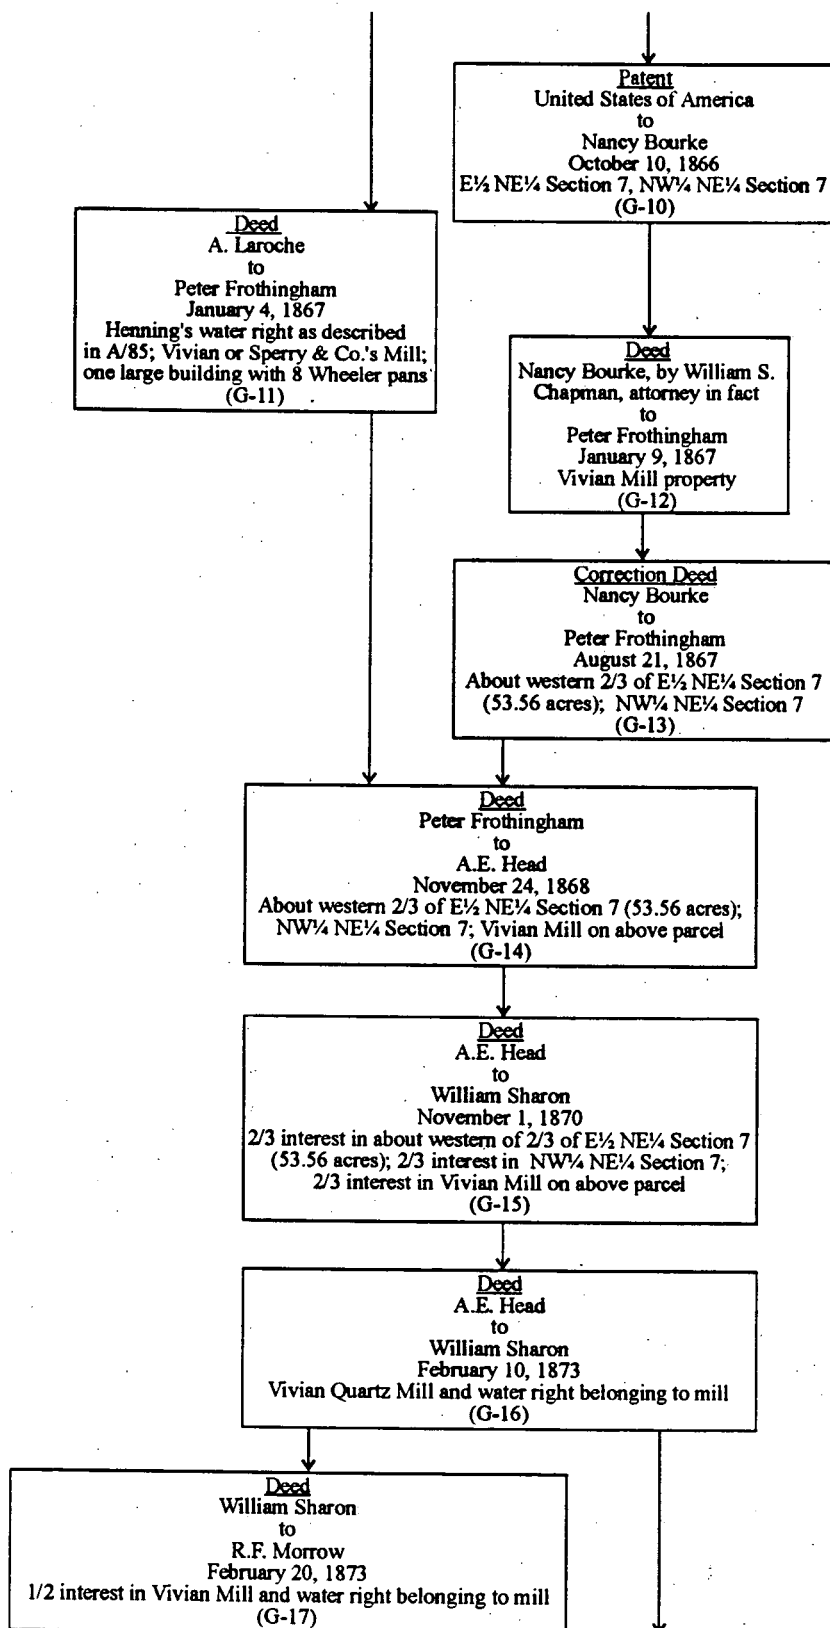 Patent
United States of America
to
Nancy Bourke
October 10, 1866
E½ NE¼ Section 7, NW¼ NE¼ Section 7
(G-10)
Deed
A. Laroche
to
Peter Frothingham
January 4, 1867
Henning's water right as described
in A/85; Vivian or Sperry & Co.'s Mill;
one large building with 8 Wheeler pans
(G-11)
Deed
Nancy Bourke, by William S.
Chapman, attorney in fact
to
Peter Frothingham
January 9, 1867
Vivian Mill property
(G-12)
Correction Deed
Nancy Bourke
to
Peter Frothingham
August 21, 1867
About western 2/3 of E½ NE¼ Section 7
(53.56 acres); NW¼ NE¼ Section 7
(G-13)
Deed
Peter Frothingham
to
A.E. Head
November 24, 1868
About western 2/3 of E½ NE¼ Section 7 (53.56 acres);
NW¼ NE¼ Section 7; Vivian Mill on above parcel
(G-14)
Deed
A.E. Head
to
William Sharon
November 1, 1870
2/3 interest in about western of 2/3 of E½ NE¼ Section 7
(53.56 acres); 2/3 interest in NW¼ NE¼ Section 7;
2/3 interest in Vivian Mill on above parcel
(G-15)
Deed
A.E. Head
to
William Sharon
February 10, 1873
Vivian Quartz Mill and water right belonging to mill
(G-16)
Deed
William Sharon
to
R.F. Morrow
February 20, 1873
1/2 interest in Vivian Mill and water right belonging to mill
(G-17)